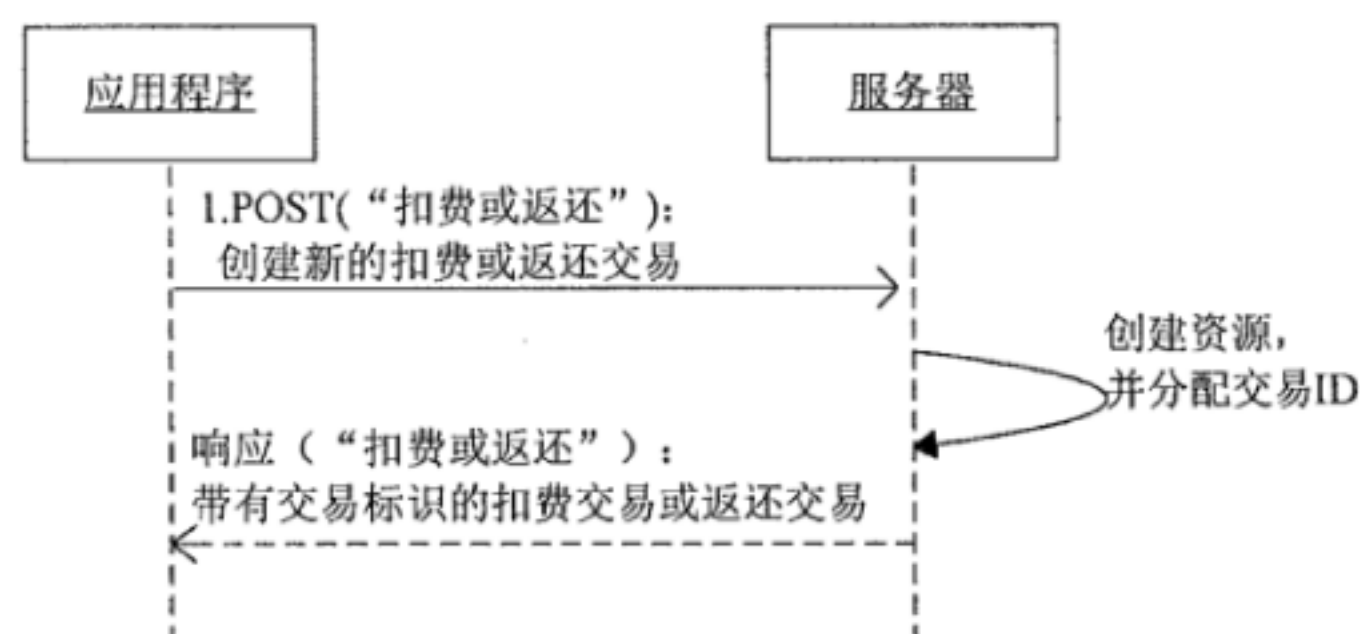 应用程序
服务器
1.POST(“扣费或返还”):
创建新的扣费或返还交易
创建资源，
并分配交易ID
响应（“扣费或返还”）：
带有交易标识的扣费交易或返还交易